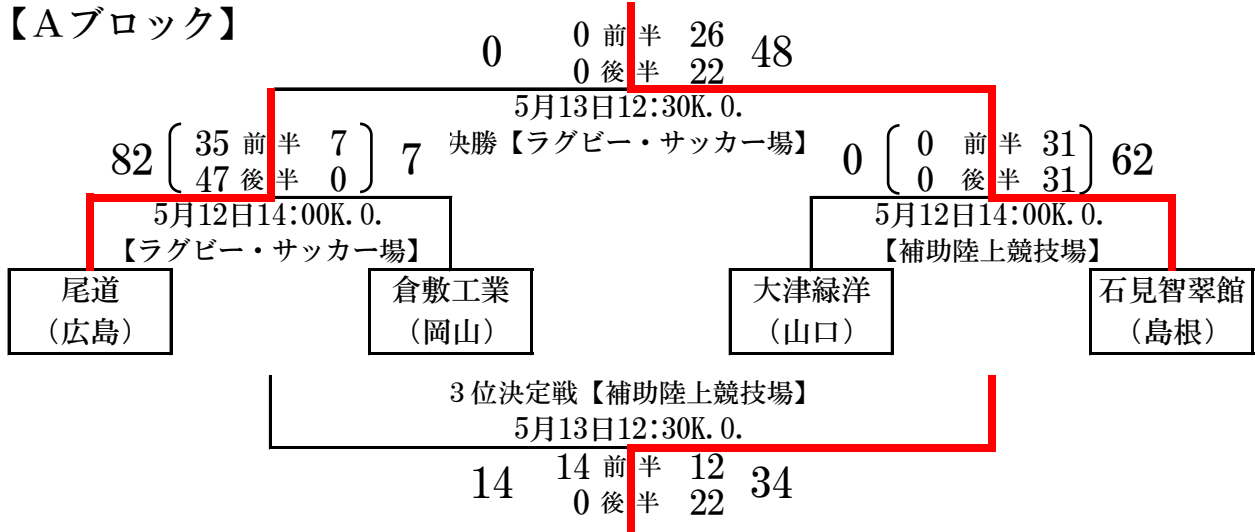 【Ａブロック】
0 0 前半 26 48
0 後半 22
5月13日12:30K.O.
決勝【ラグビー・サッカー場】
82 35 前半 7 7
47 後半 0
5月12日14:00K.O.
【ラグビー・サッカー場】
0 0 前半 31 62
0 後半 31
5月12日14:00K.O.
【補助陸上競技場】
尾道
（広島）
倉敷工業
（岡山）
大津緑洋
（山口）
石見智翠館
（島根）
３位決定戦【補助陸上競技場】
5月13日12:30K.O.
14 14 前半 12 34
0 後半 22